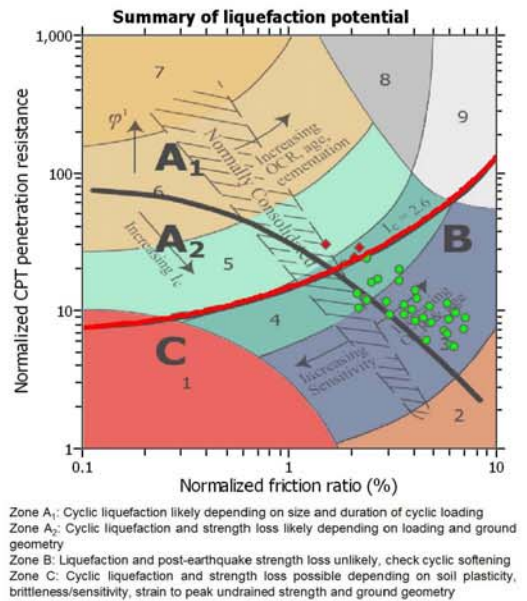 Summary of liquefaction potential
1,000
100
10
1
Normalized CPT penetration resistance
7
8
9
φ'
A1
Normally Consolidated
Increasing
OCR, age,
cementation
6
A2
Increasing Ic
5
Ic = 2.6
B
C
4
1
Increasing
Sensitivity
3
2
0.1
1
10
Normalized friction ratio (%)
Zone A1: Cyclic liquefaction likely depending on size and duration of cyclic loading
Zone A2: Cyclic liquefaction and strength loss likely depending on loading and ground
geometry
Zone B: Liquefaction and post-earthquake strength loss unlikely, check cyclic softening
Zone C: Cyclic liquefaction and strength loss possible depending on soil plasticity,
brittleness/sensitivity, strain to peak undrained strength and ground geometry